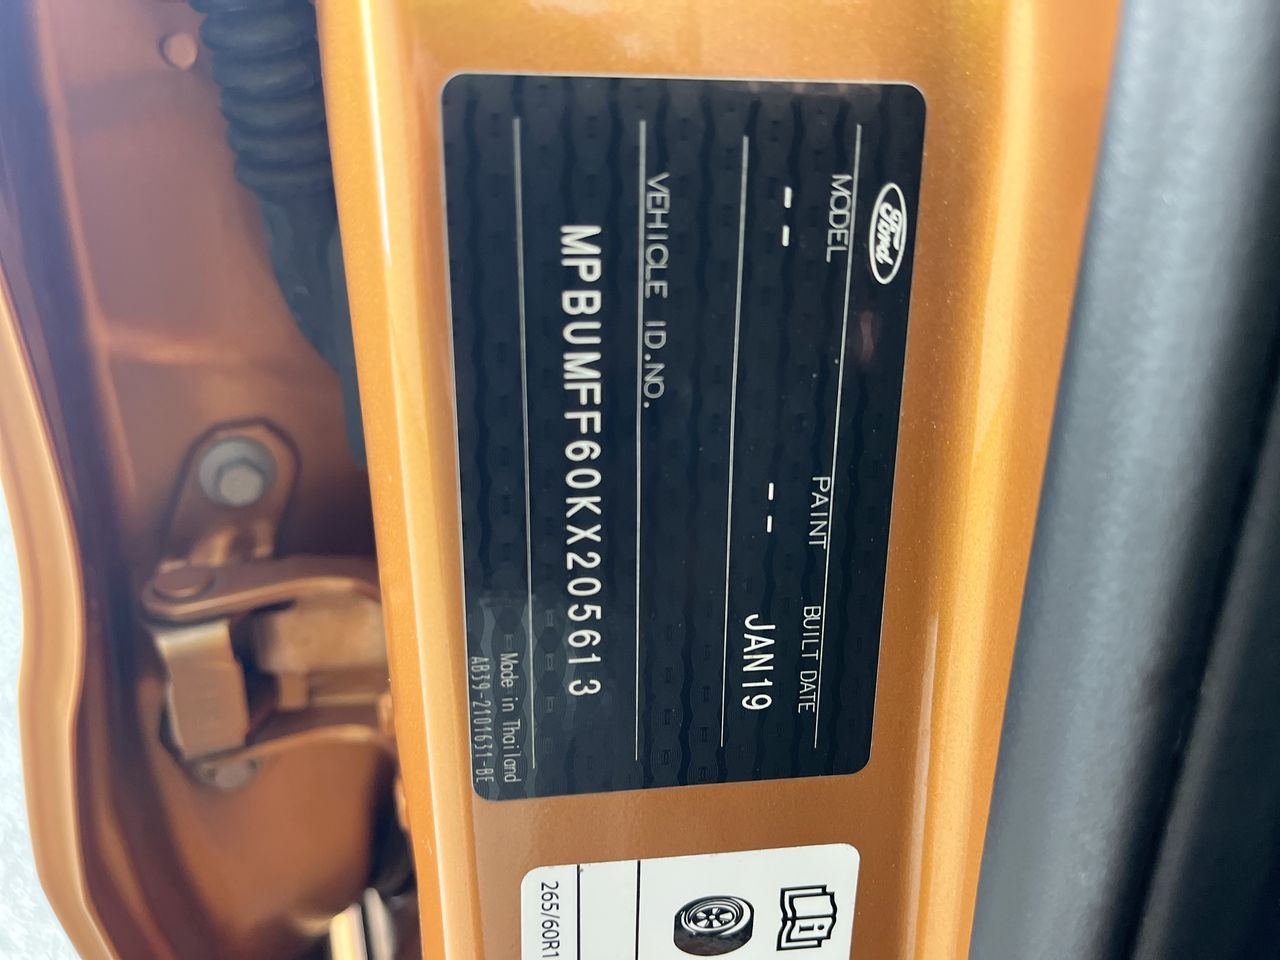 Ford
MODEL PAINT BUILT DATE
-- -- JAN19
VEHICLE ID.NO.
MPBUMFF60KX205613
Made in Thailand
AB39-2101631-BE
265/60R1